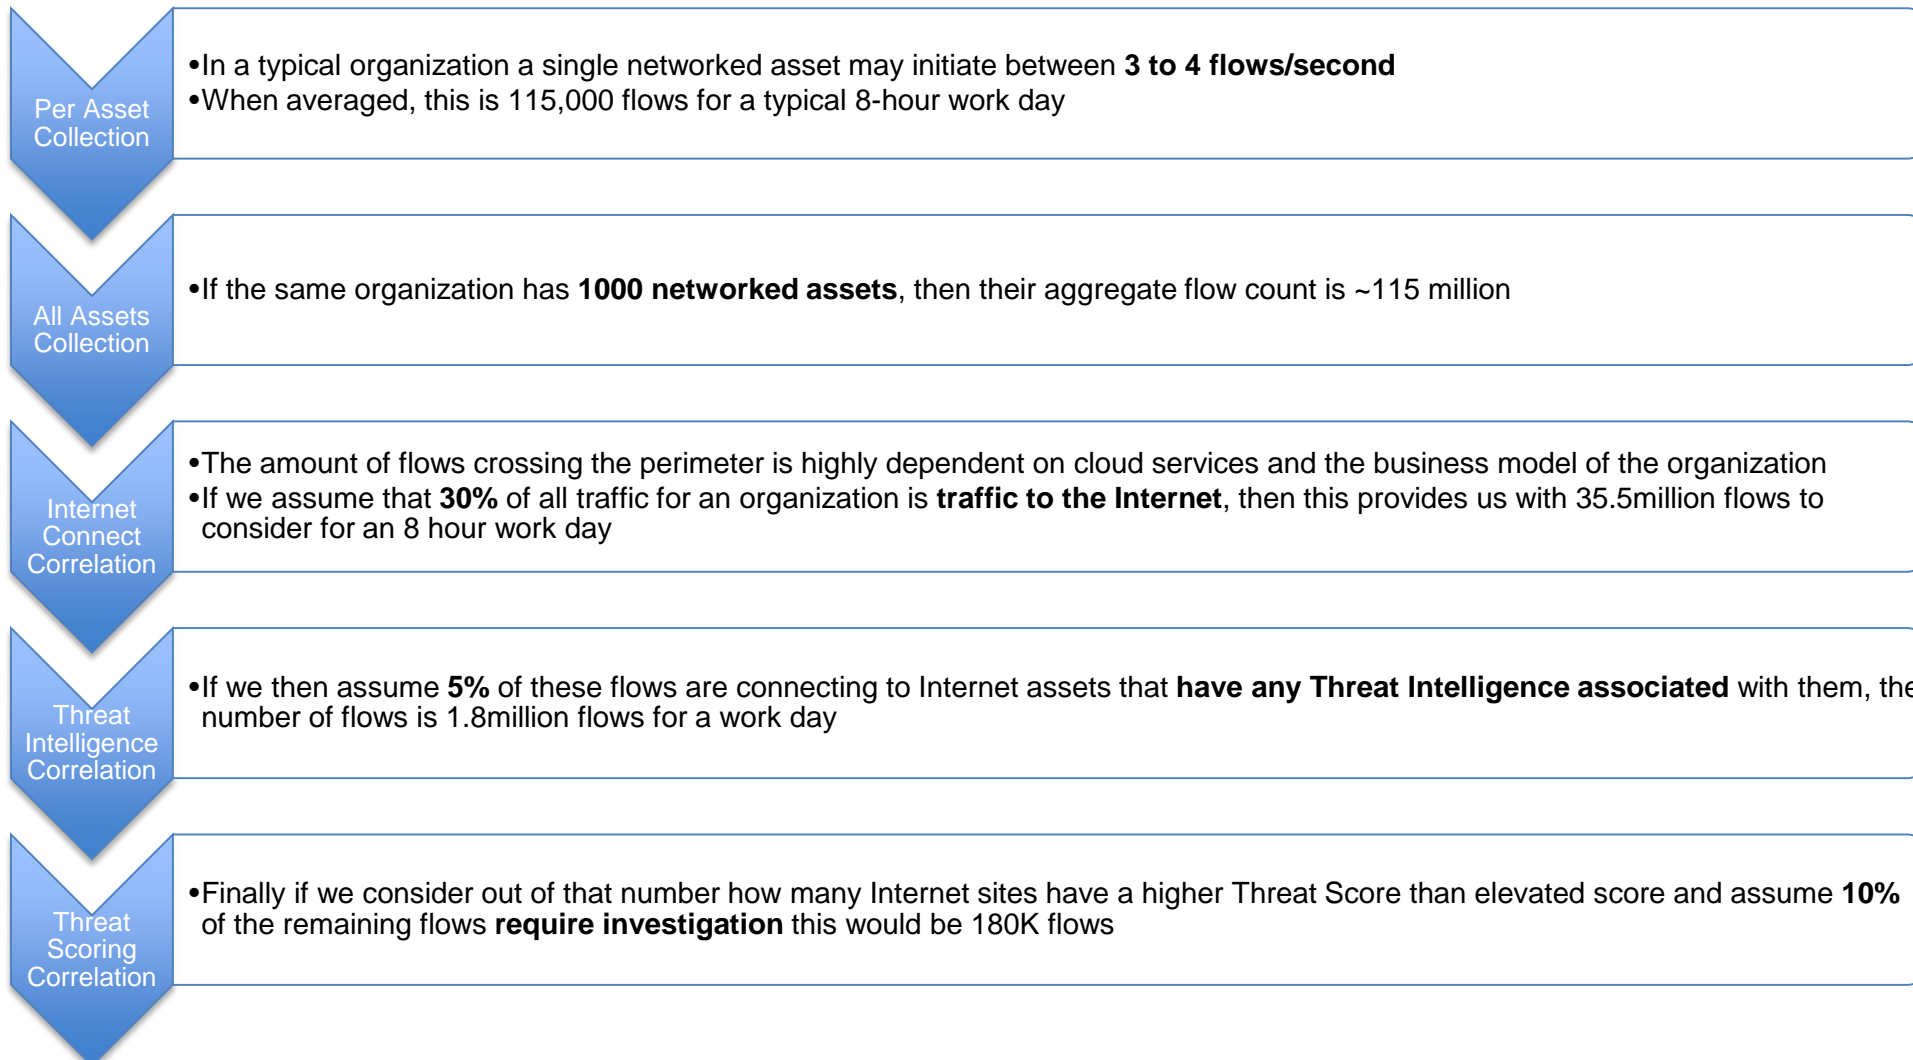 Per Asset
Collection
•In a typical organization a single networked asset may initiate between 3 to 4 flows/second
•When averaged, this is 115,000 flows for a typical 8-hour work day
All Assets
Collection
•If the same organization has 1000 networked assets, then their aggregate flow count is ~115 million
Internet
Connect
Correlation
•The amount of flows crossing the perimeter is highly dependent on cloud services and the business model of the organization
•If we assume that 30% of all traffic for an organization is traffic to the Internet, then this provides us with 35.5million flows to
consider for an 8 hour work day
Threat
Intelligence
Correlation
•If we then assume 5% of these flows are connecting to Internet assets that have any Threat Intelligence associated with them, the
number of flows is 1.8million flows for a work day
Threat
Scoring
Correlation
•Finally if we consider out of that number how many Internet sites have a higher Threat Score than elevated score and assume 10%
of the remaining flows require investigation this would be 180K flows